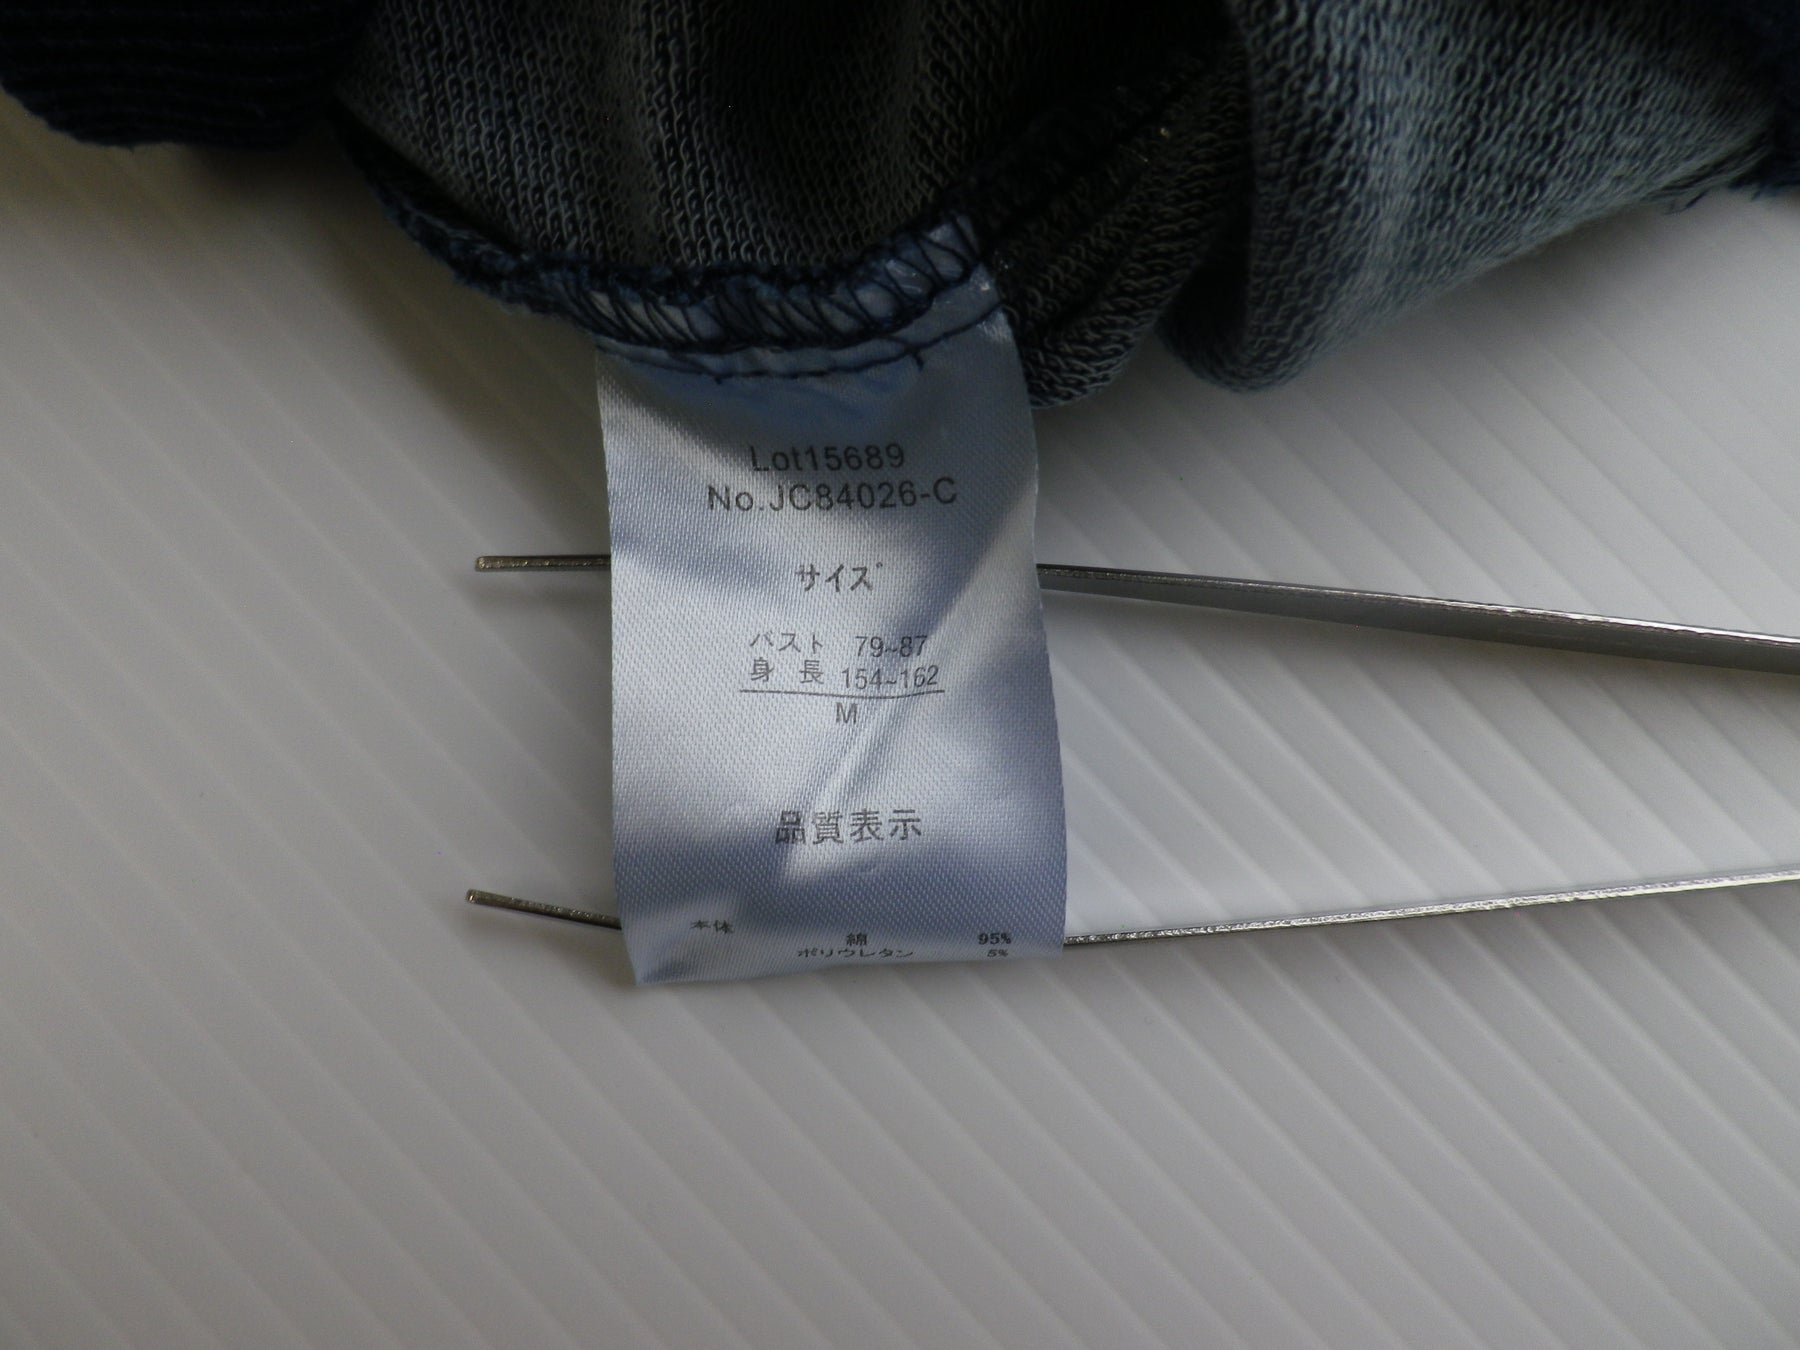 Lot15689
No.JC84026-C
サイズ
バスト 79~87
身長 154~162
M
品質表示
本体 綿 95%
ポリウレタン 5%